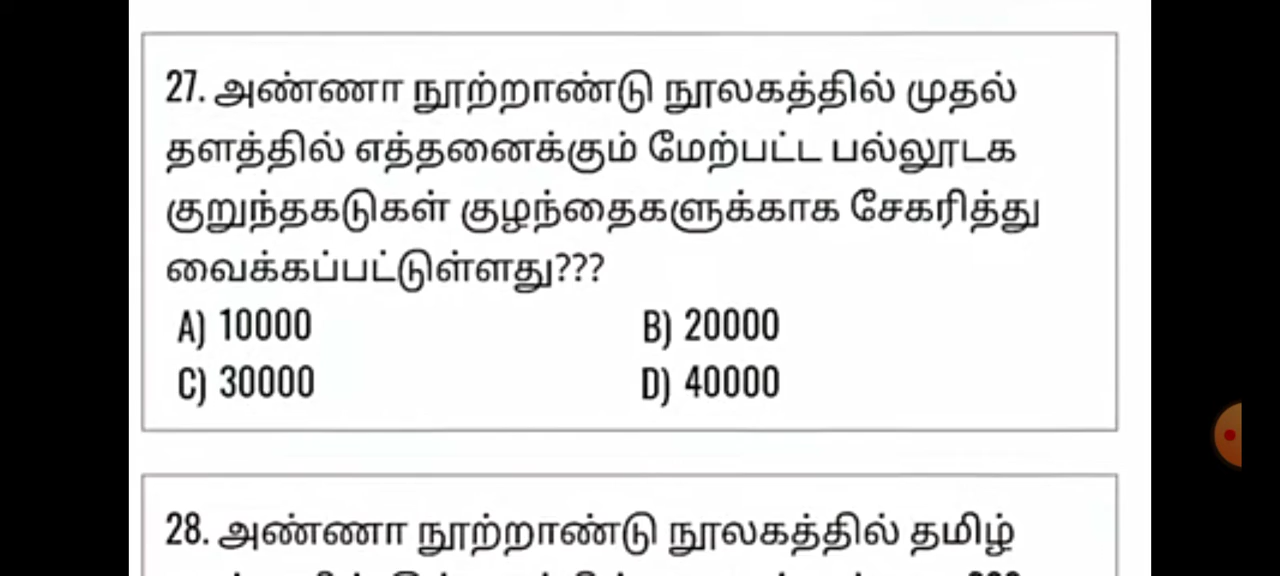 27. அண்ணா நூற்றாண்டு நூலகத்தில் முதல்
தளத்தில் எத்தனைக்கும் மேற்பட்ட பல்லூடக
குறுந்தகடுகள் குழந்தைகளுக்காக சேகரித்து
வைக்கப்பட்டுள்ளது???
A) 10000 B) 20000
C) 30000 D) 40000
28. அண்ணா நூற்றாண்டு நூலகத்தில் தமிழ்